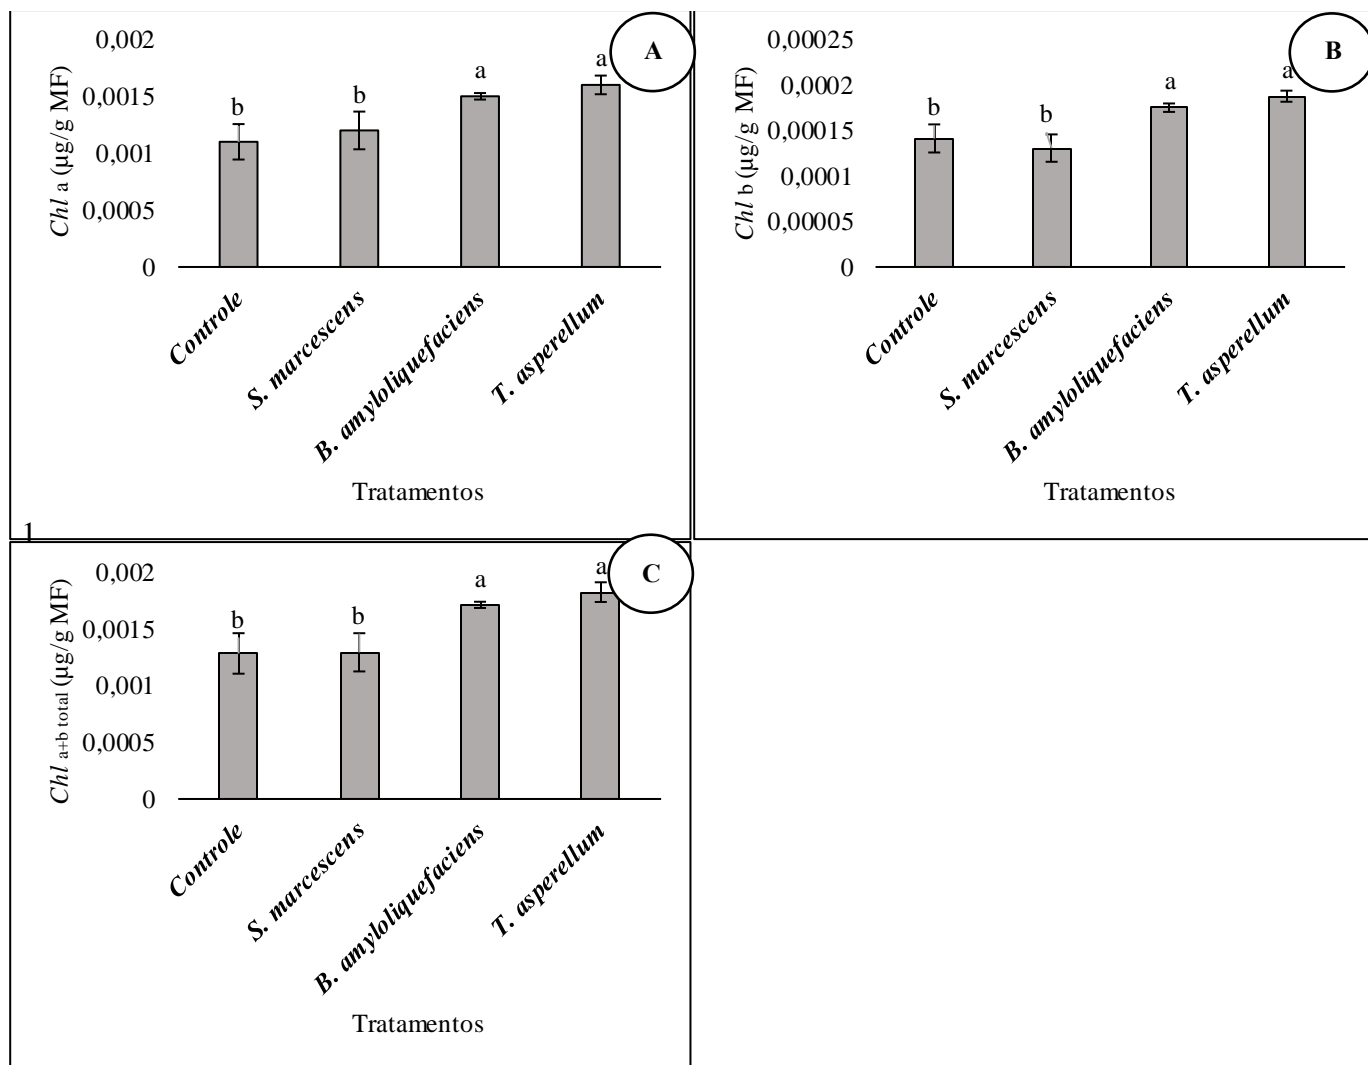 A
Chl a (µg/g MF)
0,002
0,0015
0,001
0,0005
0
b
b
a
a
Controle
S. marcescens
B. amyloliquefaciens
T. asperellum
Tratamentos
1
B
Chl b (µg/g MF)
0,00025
0,0002
0,00015
0,0001
0,00005
0
b
b
a
a
Controle
S. marcescens
B. amyloliquefaciens
T. asperellum
Tratamentos
C
Chl a+b total (µg/g MF)
0,002
0,0015
0,001
0,0005
0
b
b
a
a
Controle
S. marcescens
B. amyloliquefaciens
T. asperellum
Tratamentos